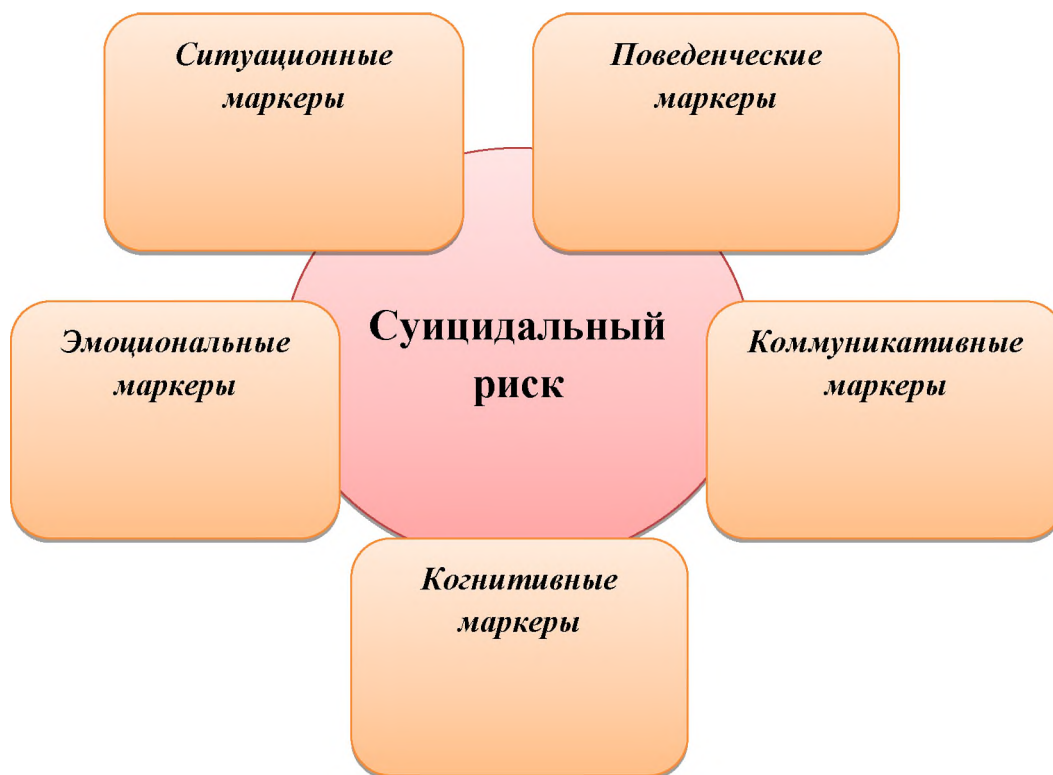 Ситуационные
маркеры
Поведенческие
маркеры
Суицидальный
риск
Эмоциональные
маркеры
Коммуникативные
маркеры
Когнитивные
маркеры